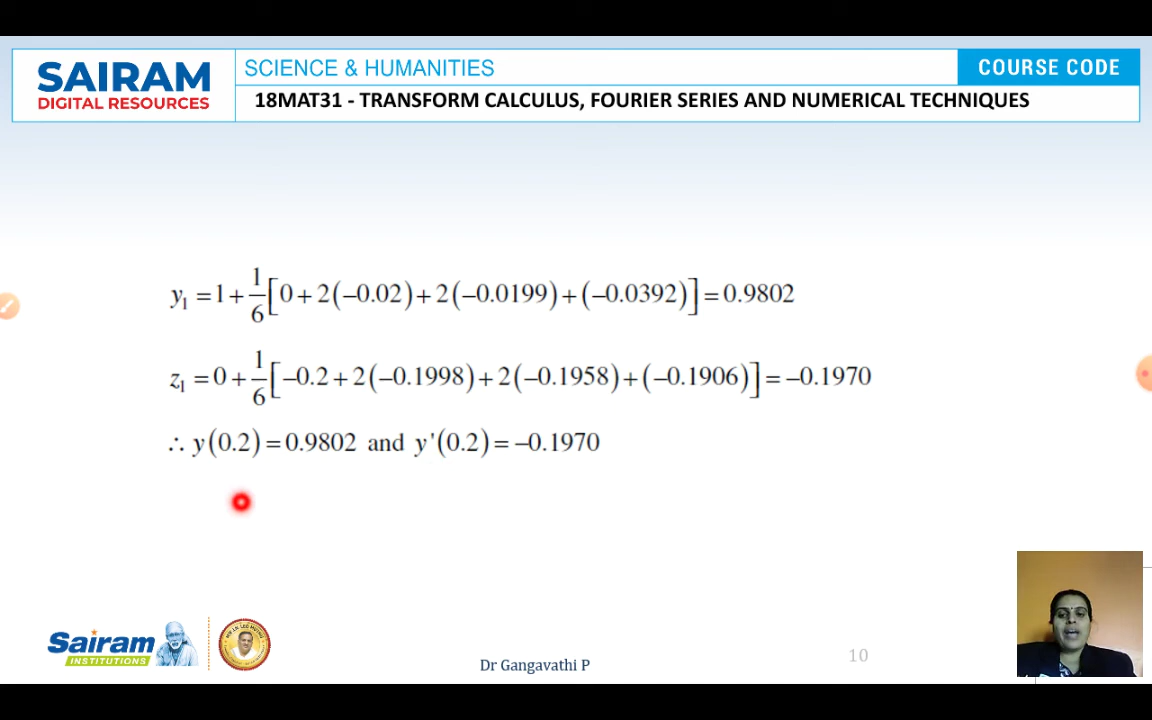 SAIRAM
DIGITAL RESOURCES
SCIENCE & HUMANITIES
COURSE CODE
18MAT31 - TRANSFORM CALCULUS, FOURIER SERIES AND NUMERICAL TECHNIQUES
y₁ = 1 + 1/6 [0 + 2(−0.02) + 2(−0.0199) + (−0.0392)] = 0.9802
z₁ = 0 + 1/6 [−0.2 + 2(−0.1998) + 2(−0.1958) + (−0.1906)] = −0.1970
∴ y(0.2) = 0.9802 and y'(0.2) = −0.1970
Sairam
INSTITUTIONS
Dr Gangavathi P
10